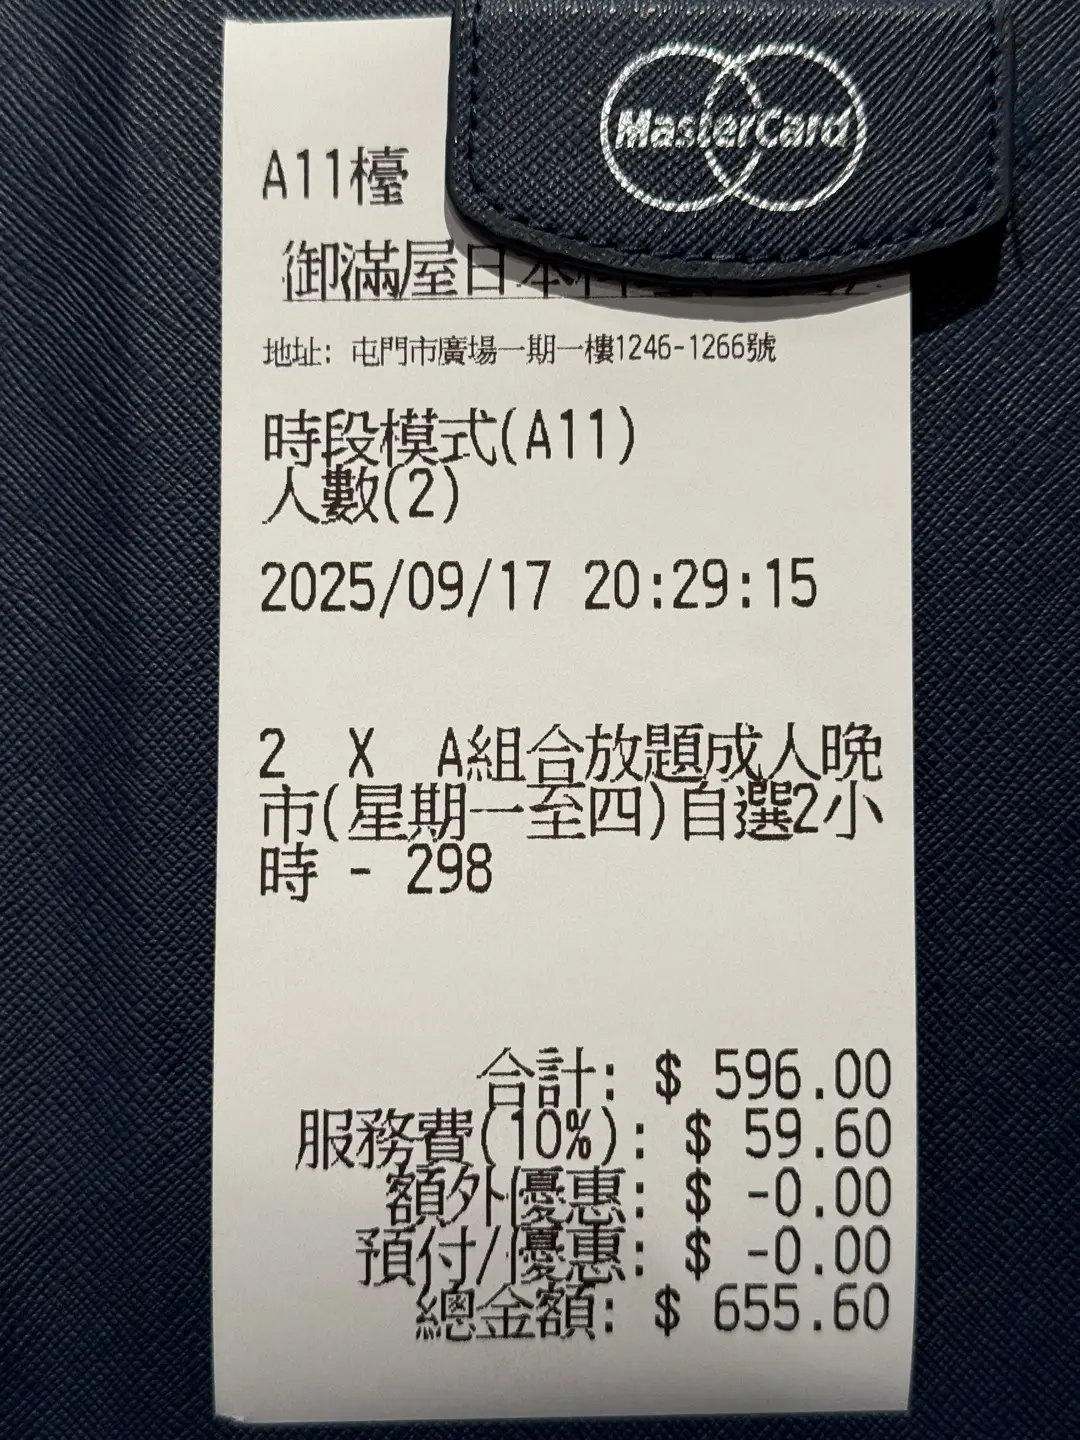 MasterCard
A11檯
御滿屋日本
地址: 屯門市廣場一期一樓1246-1266號
時段模式(A11)
人數(2)
2025/09/17 20:29:15
2 X A組合放題成人晚
市(星期一至四)自選2小
時 - 298
合計: $ 596.00
服務費(10%): $ 59.60
額外優惠: $ -0.00
預付/優惠: $ -0.00
總金額: $ 655.60